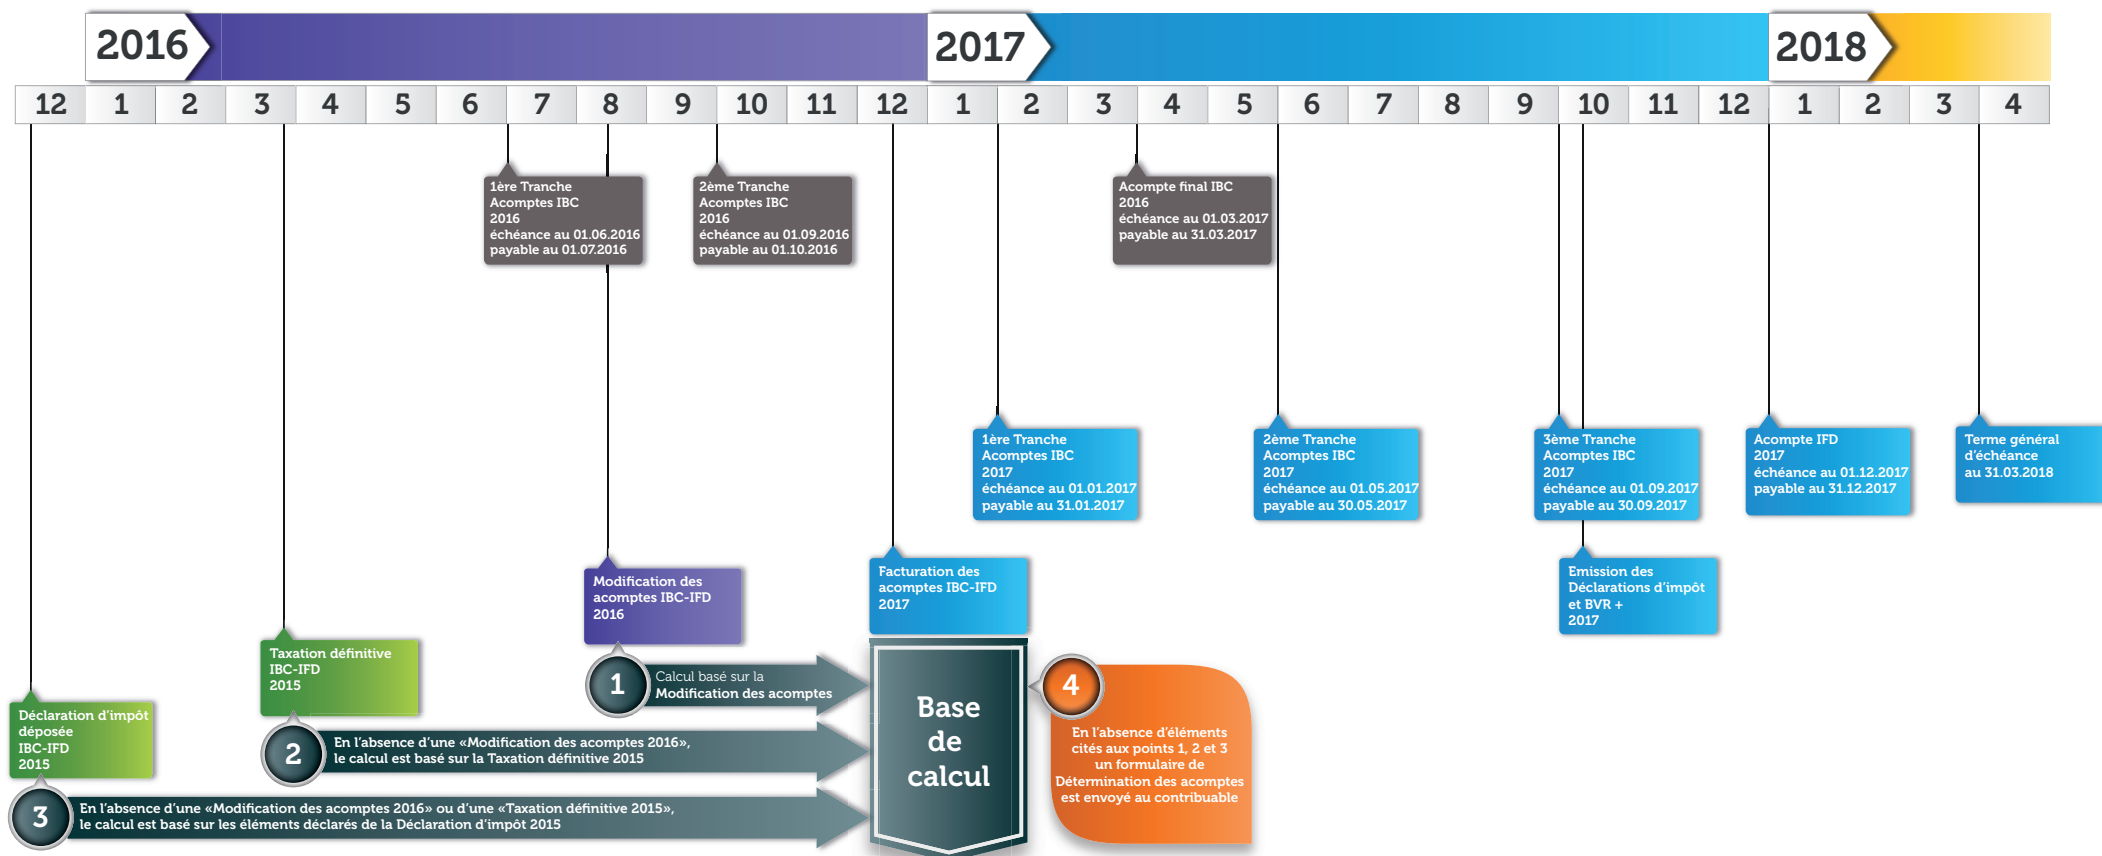 2016
2017
2018
12 1 2 3 4 5 6 7 8 9 10 11 12 1 2 3 4 5 6 7 8 9 10 11 12 1 2 3 4
1ère Tranche
Acomptes IBC
2016
échéance au 01.06.2016
payable au 01.07.2016
2ème Tranche
Acomptes IBC
2016
échéance au 01.09.2016
payable au 01.10.2016
Acompte final IBC
2016
échéance au 01.03.2017
payable au 31.03.2017
1ère Tranche
Acomptes IBC
2017
échéance au 01.01.2017
payable au 31.01.2017
2ème Tranche
Acomptes IBC
2017
échéance au 01.05.2017
payable au 30.05.2017
3ème Tranche
Acomptes IBC
2017
échéance au 01.09.2017
payable au 30.09.2017
Acompte IFD
2017
échéance au 01.12.2017
payable au 31.12.2017
Terme général
d'échéance
au 31.03.2018
Modification des
acomptes IBC-IFD
2016
Facturation des
acomptes IBC-IFD
2017
Emission des
Déclarations d'impôt
et BVR +
2017
Taxation définitive
IBC-IFD
2015
Déclaration d'impôt
déposée
IBC-IFD
2015
1
Calcul basé sur la
Modification des acomptes
2
En l'absence d'une «Modification des acomptes 2016»,
le calcul est basé sur la Taxation définitive 2015
3
En l'absence d'une «Modification des acomptes 2016» ou d'une «Taxation définitive 2015»,
le calcul est basé sur les éléments déclarés de la Déclaration d'impôt 2015
Base
de
calcul
4
En l'absence d'éléments
cités aux points 1, 2 et 3
un formulaire de
Détermination des acomptes
est envoyé au contribuable